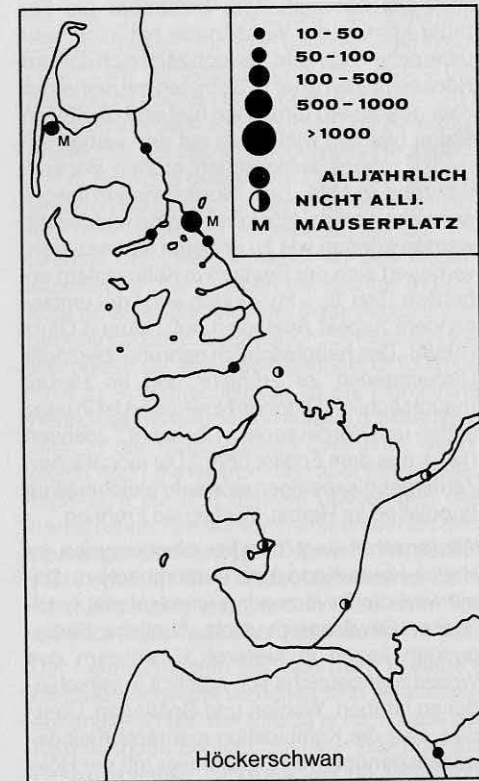 10 - 50
50 - 100
100 - 500
500 - 1000
> 1000
ALLJÄHRLICH
NICHT ALLJ.
M MAUSERPLATZ
M
M
Höckerschwan